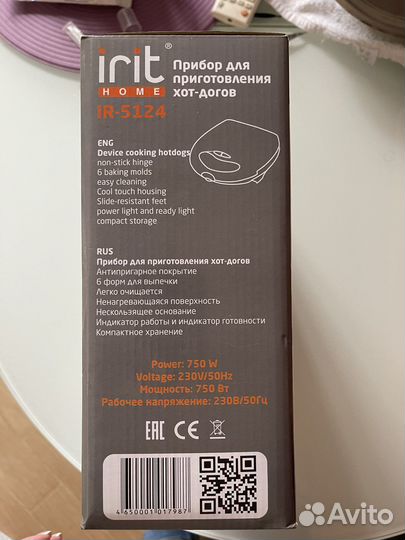 irit®
HOME
IR-5124
Прибор для
приготовления
хот-догов
ENG
Device cooking hotdogs
non-stick hinge
6 baking molds
easy cleaning
Cool touch housing
Slide-resistant feet
power light and ready light
compact storage
RUS
Прибор для приготовления хот-догов
Антипригарное покрытие
6 форм для выпечки
Легко очищается
Ненагревающаяся поверхность
Нескользящее основание
Индикатор работы и индикатор готовности
Компактное хранение
Power: 750 W
Voltage: 230V/50Hz
Мощность: 750 Вт
Рабочее напряжение: 230В/50Гц
EAC CE
4 650001 017987
Avito